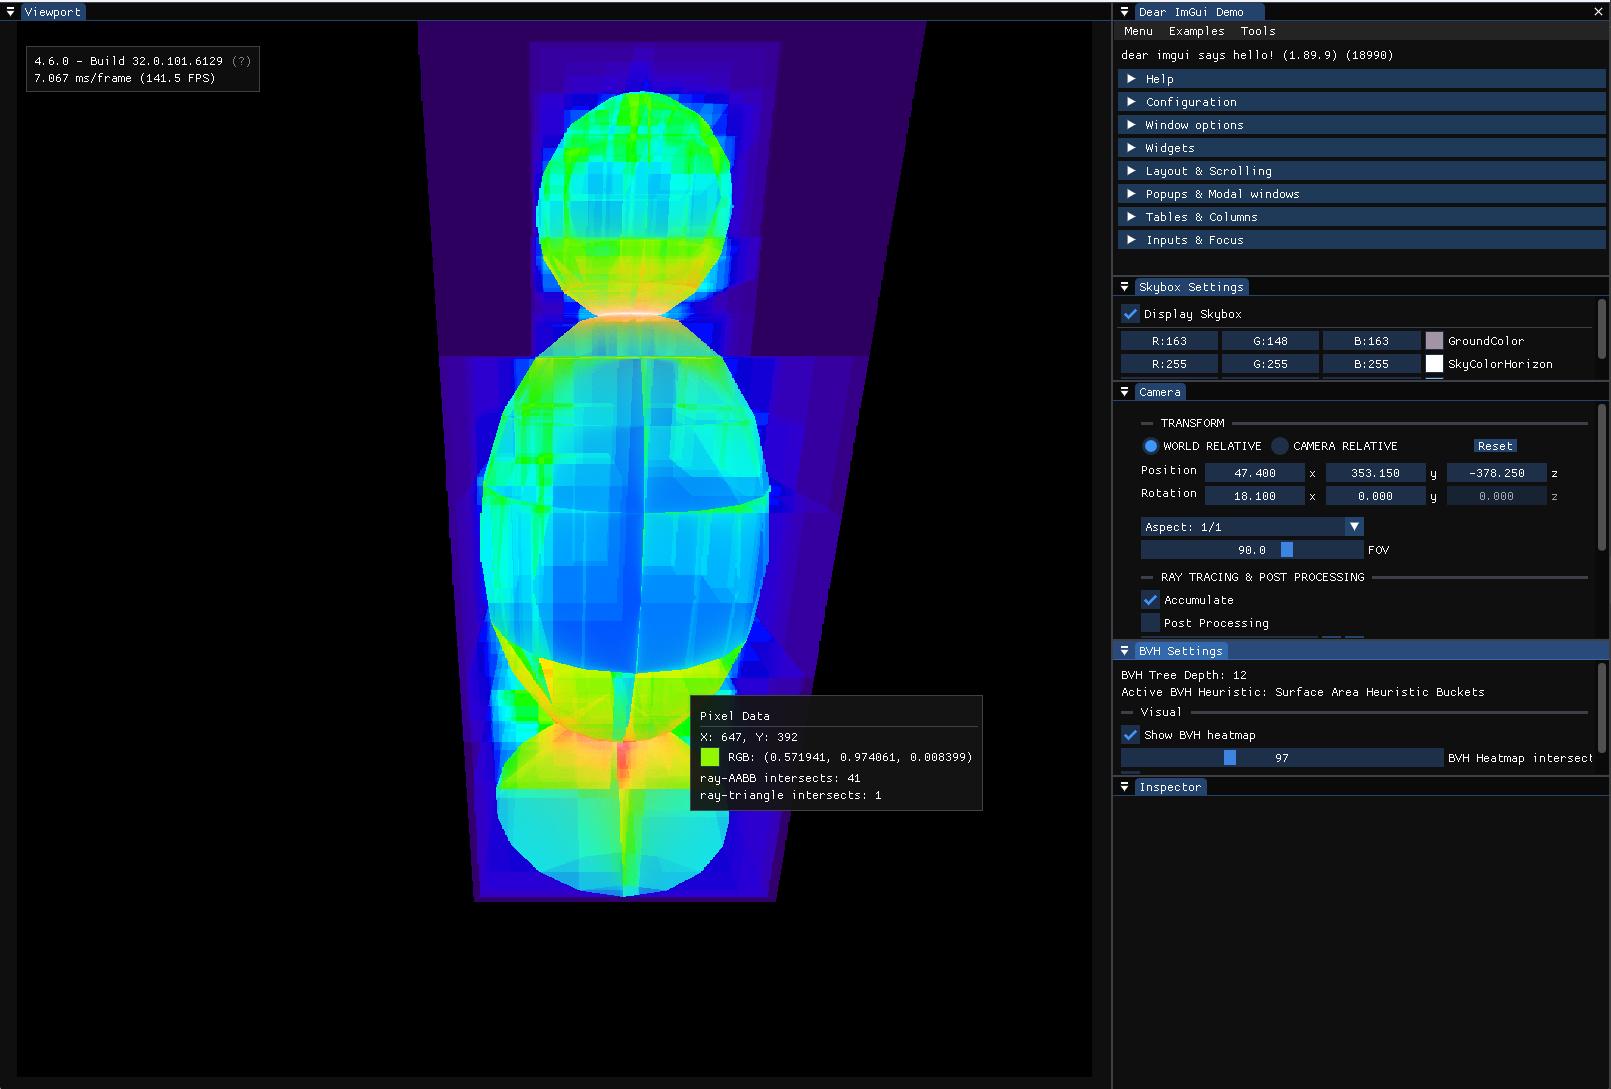 Viewport
4.6.0 - Build 32.0.101.6129 (?)
7.067 ms/frame (141.5 FPS)
Pixel Data
X: 647, Y: 392
RGB: (0.571941, 0.974061, 0.008399)
ray-AABB intersects: 41
ray-triangle intersects: 1
Dear ImGui Demo
Menu Examples Tools
dear imgui says hello! (1.89.9) (18990)
Help
Configuration
Window options
Widgets
Layout & Scrolling
Popups & Modal windows
Tables & Columns
Inputs & Focus
Skybox Settings
Display Skybox
R:163 G:148 B:163 GroundColor
R:255 G:255 B:255 SkyColorHorizon
Camera
TRANSFORM
WORLD RELATIVE CAMERA RELATIVE Reset
Position 47.400 x 353.150 y -378.250 z
Rotation 18.100 x 0.000 y 0.000 z
Aspect: 1/1
90.0 FOV
RAY TRACING & POST PROCESSING
Accumulate
Post Processing
BVH Settings
BVH Tree Depth: 12
Active BVH Heuristic: Surface Area Heuristic Buckets
Visual
Show BVH heatmap
97 BVH Heatmap intersect
Inspector